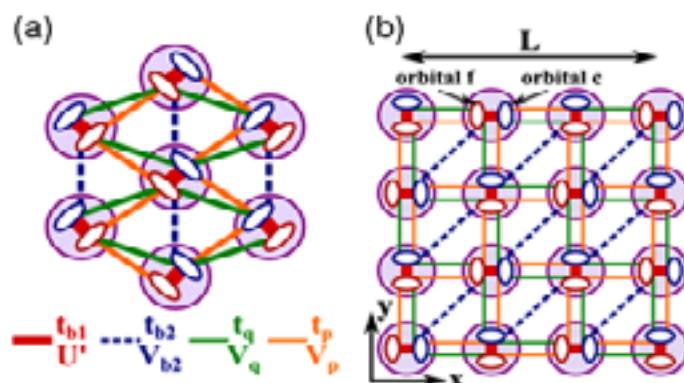 (a)
(b)
L
orbital f
orbital c
y
x
t_b1 t_b2 t_q t_p
U' V_b2 V_q V_p